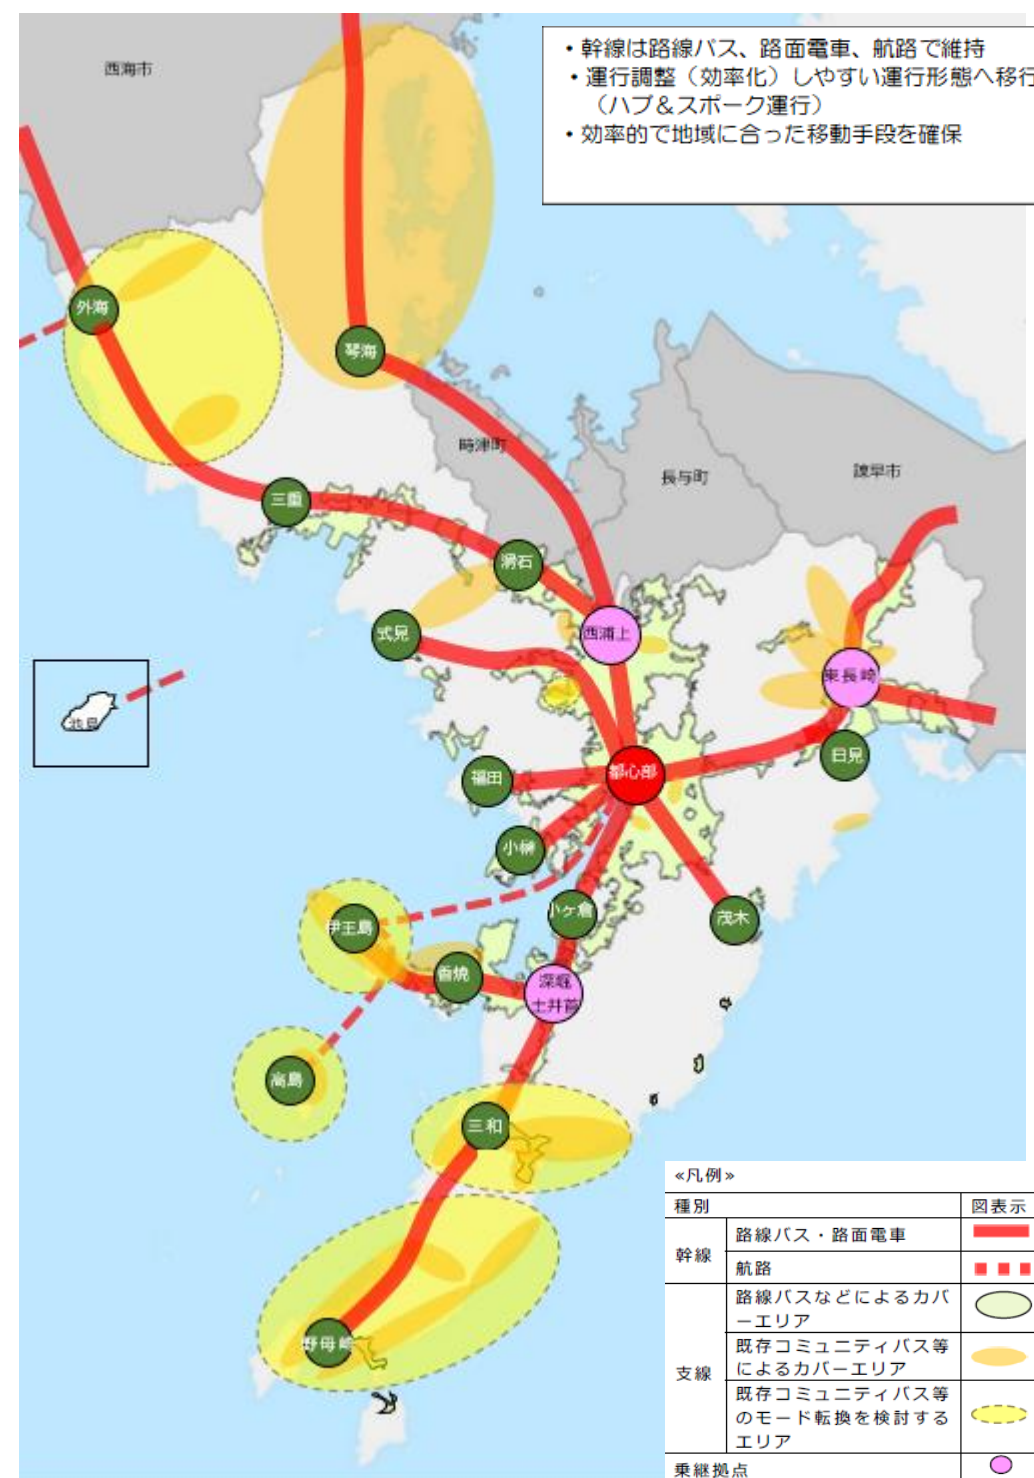 ・幹線は路線バス、路面電車、航路で維持
・運行調整（効率化）しやすい運行形態へ移行
（ハブ＆スポーク運行）
・効率的で地域に合った移動手段を確保
西海市
外海
琴海
時津町
長与町
諫早市
三重
滑石
式見
西浦上
東長崎
池島
都心部
日見
福田
小榊
小ヶ倉
茂木
伊王島
香焼
深堀
土井首
高島
三和
野母崎
≪凡例≫
種別
図表示
幹線
路線バス・路面電車
航路
支線
路線バスなどによるカバ
ーエリア
既存コミュニティバス等
によるカバーエリア
既存コミュニティバス等
のモード転換を検討する
エリア
乗継拠点